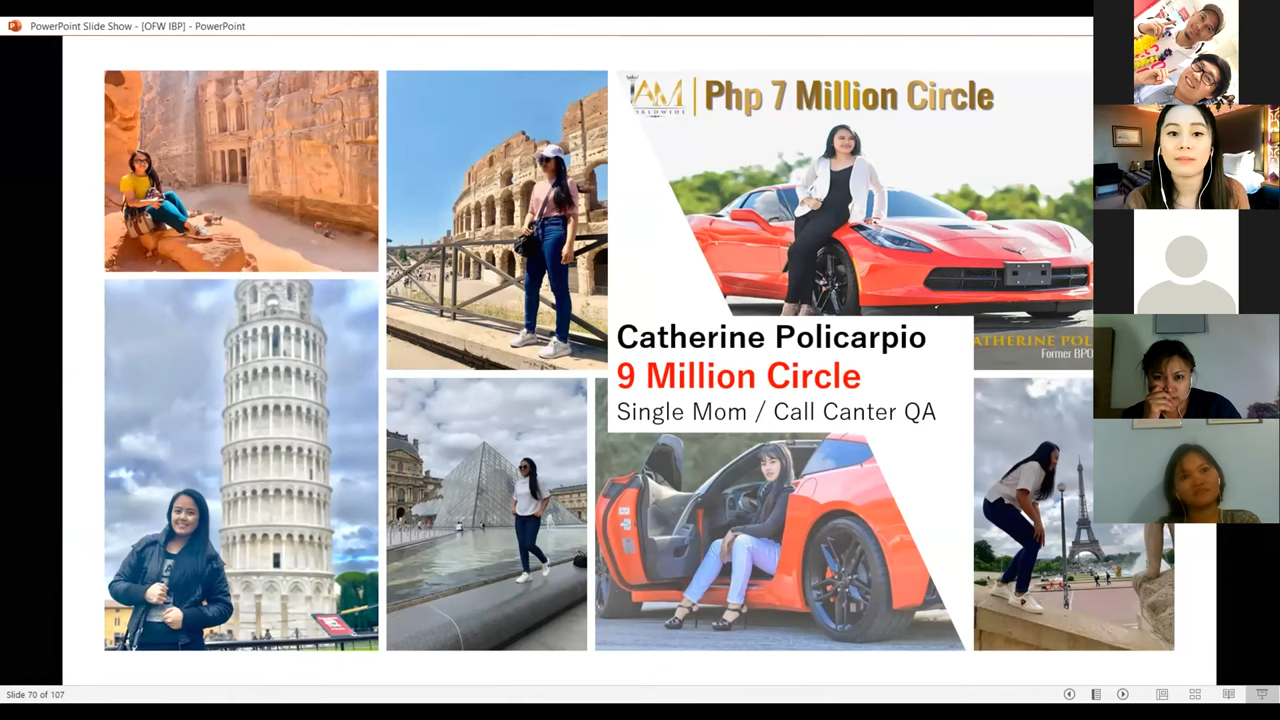 PowerPoint Slide Show - [OFW IBP] - PowerPoint
IAM | Php 7 Million Circle
WORLDWIDE
Catherine Policarpio
9 Million Circle
Single Mom / Call Canter QA
ATHERINE POL
Former BPO
Slide 70 of 107